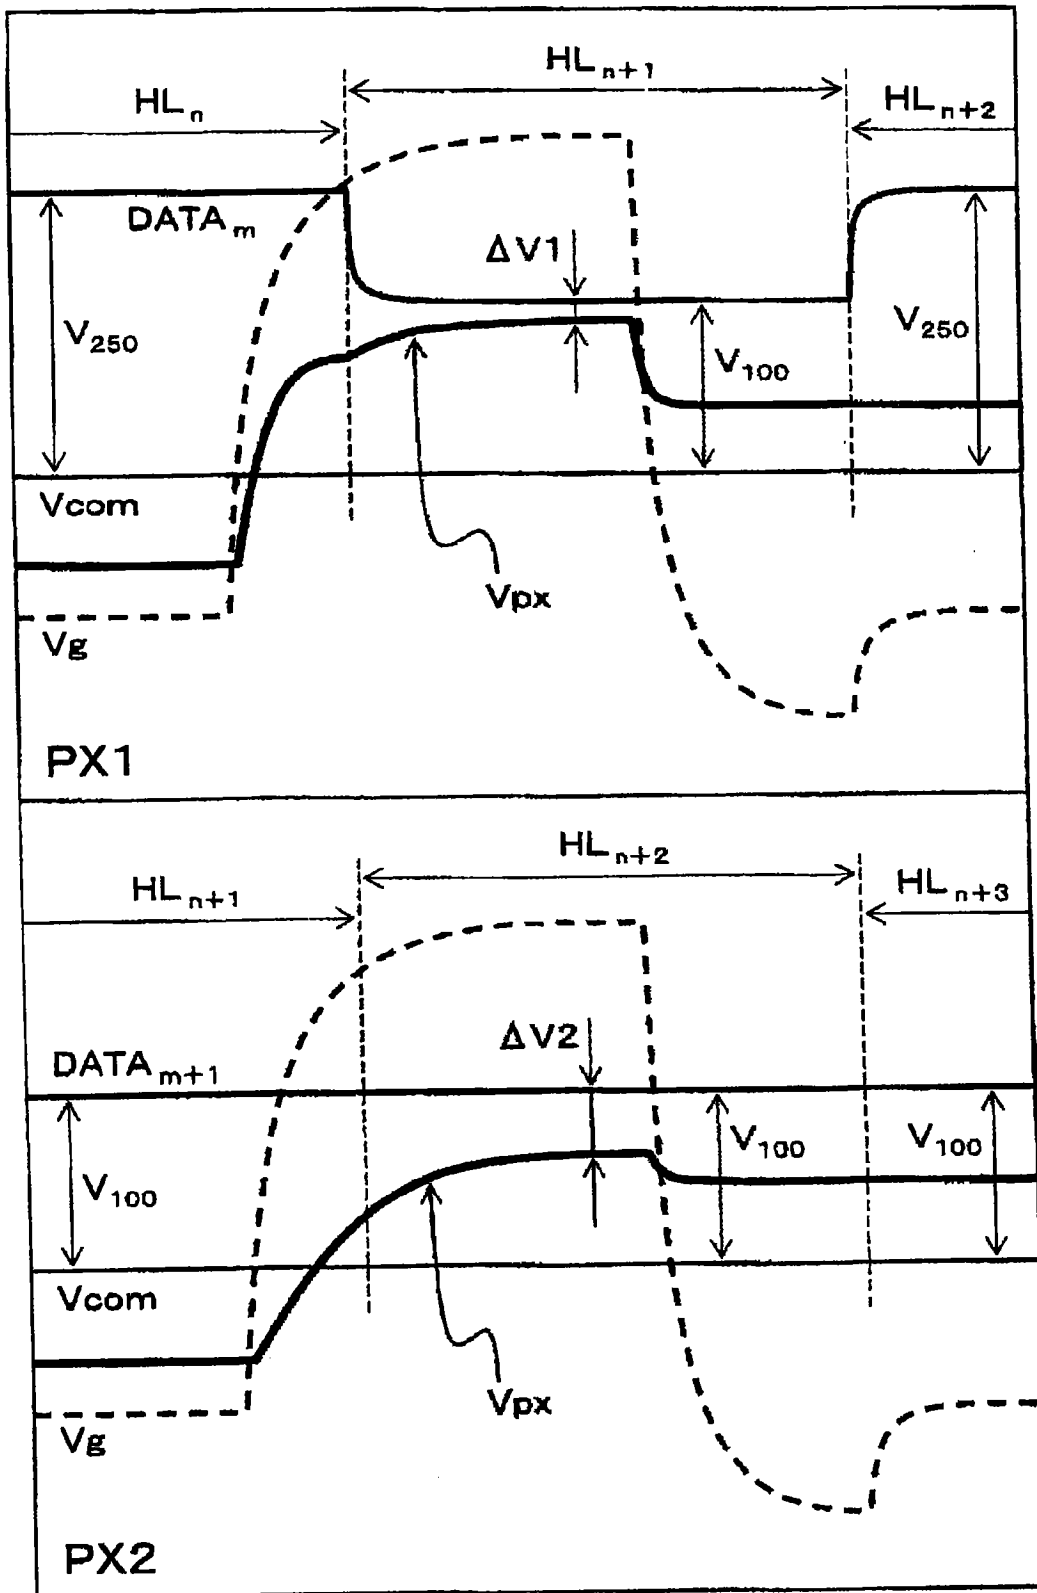 HLn+1
HLn
HLn+2
DATAm
ΔV1
V250
V100
V250
Vcom
Vpx
Vg
PX1
HLn+2
HLn+1
HLn+3
ΔV2
DATAm+1
V100
V100
V100
Vcom
Vpx
Vg
PX2